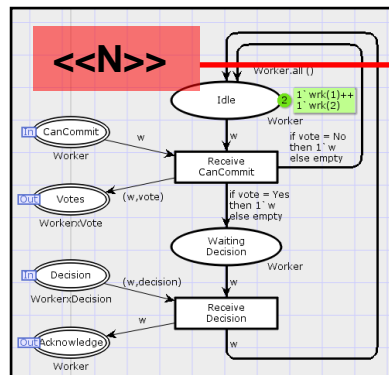 <<N>>
Worker.all ()
Idle
2
1` wrk(1)++
1` wrk(2)
Worker
CanCommit
In
w
w
Worker
Receive
CanCommit
if vote = No
then 1` w
else empty
Votes
Out
(w,vote)
WorkerxVote
if vote = Yes
then 1` w
else empty
Waiting
Decision
Worker
Decision
In
(w,decision)
w
WorkerxDecision
Receive
Decision
w
w
Acknowledge
Out
Worker